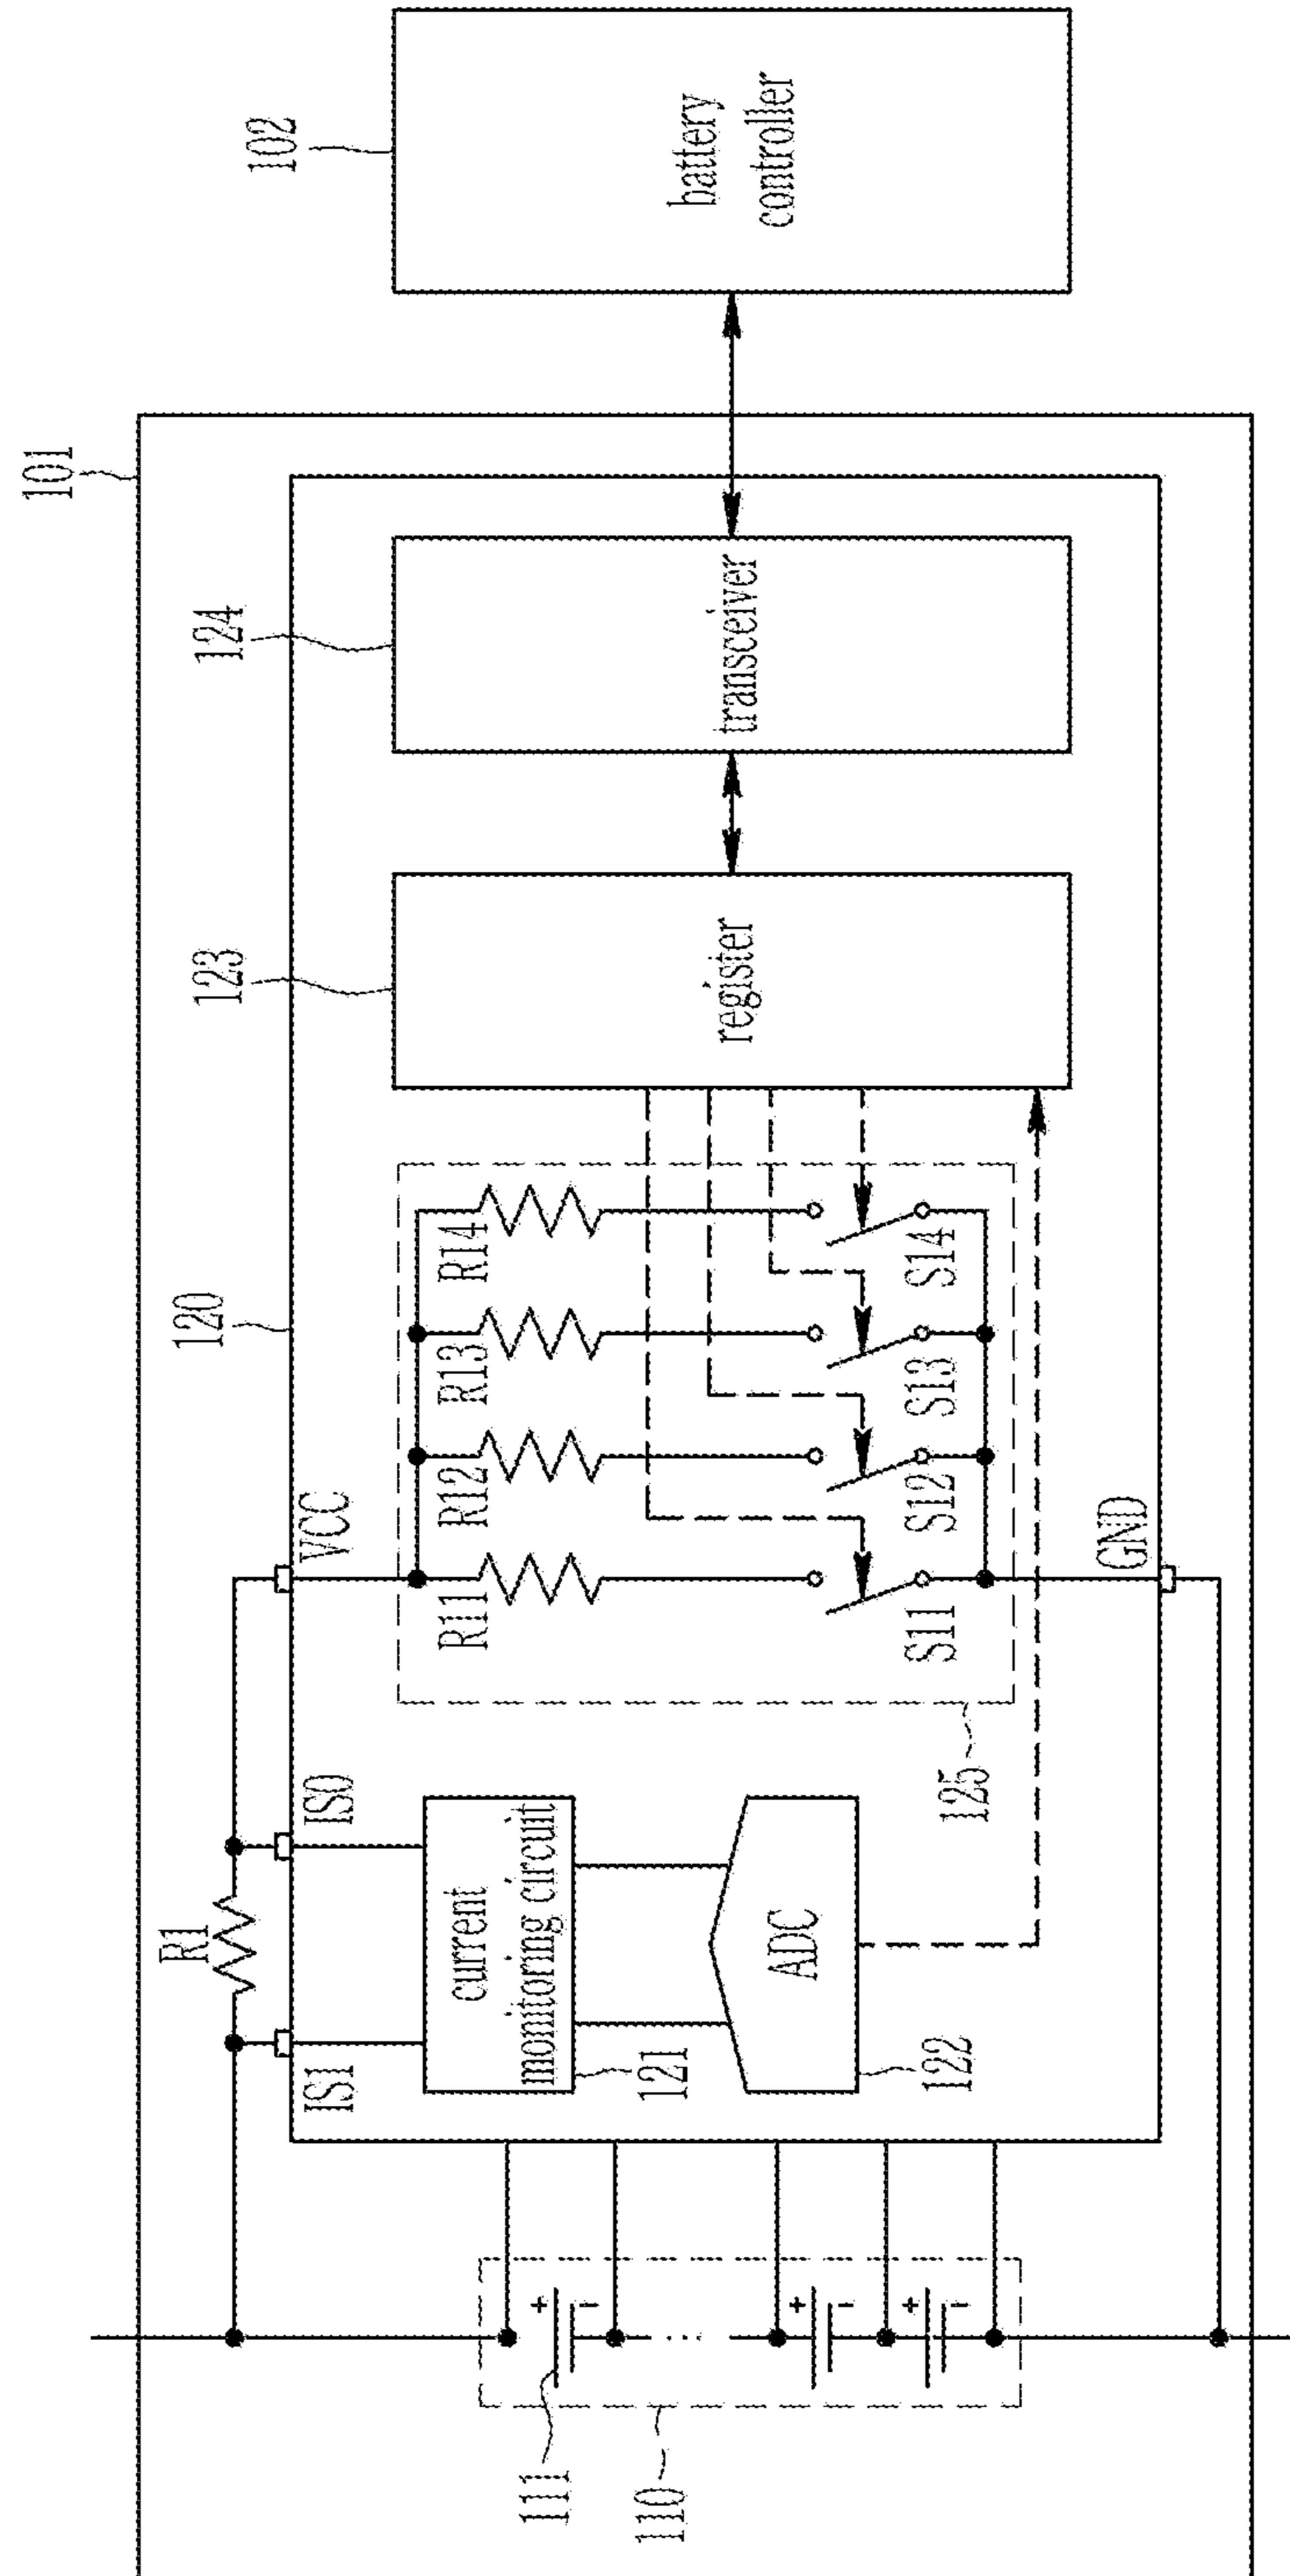 101
102
battery
controller
120
123
124
R1
IS1
IS0
VCC
current
monitoring circuit
121
ADC
122
R11
R12
R13
R14
S11
S12
S13
S14
125
register
transceiver
GND
111
+
-
...
+
-
+
-
110